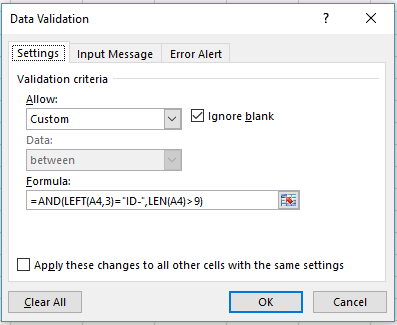 Data Validation ? ×
Settings Input Message Error Alert
Validation criteria
Allow:
Custom Ignore blank
Data:
between
Formula:
=AND(LEFT(A4,3)="ID-",LEN(A4)>9)
Apply these changes to all other cells with the same settings
Clear All OK Cancel